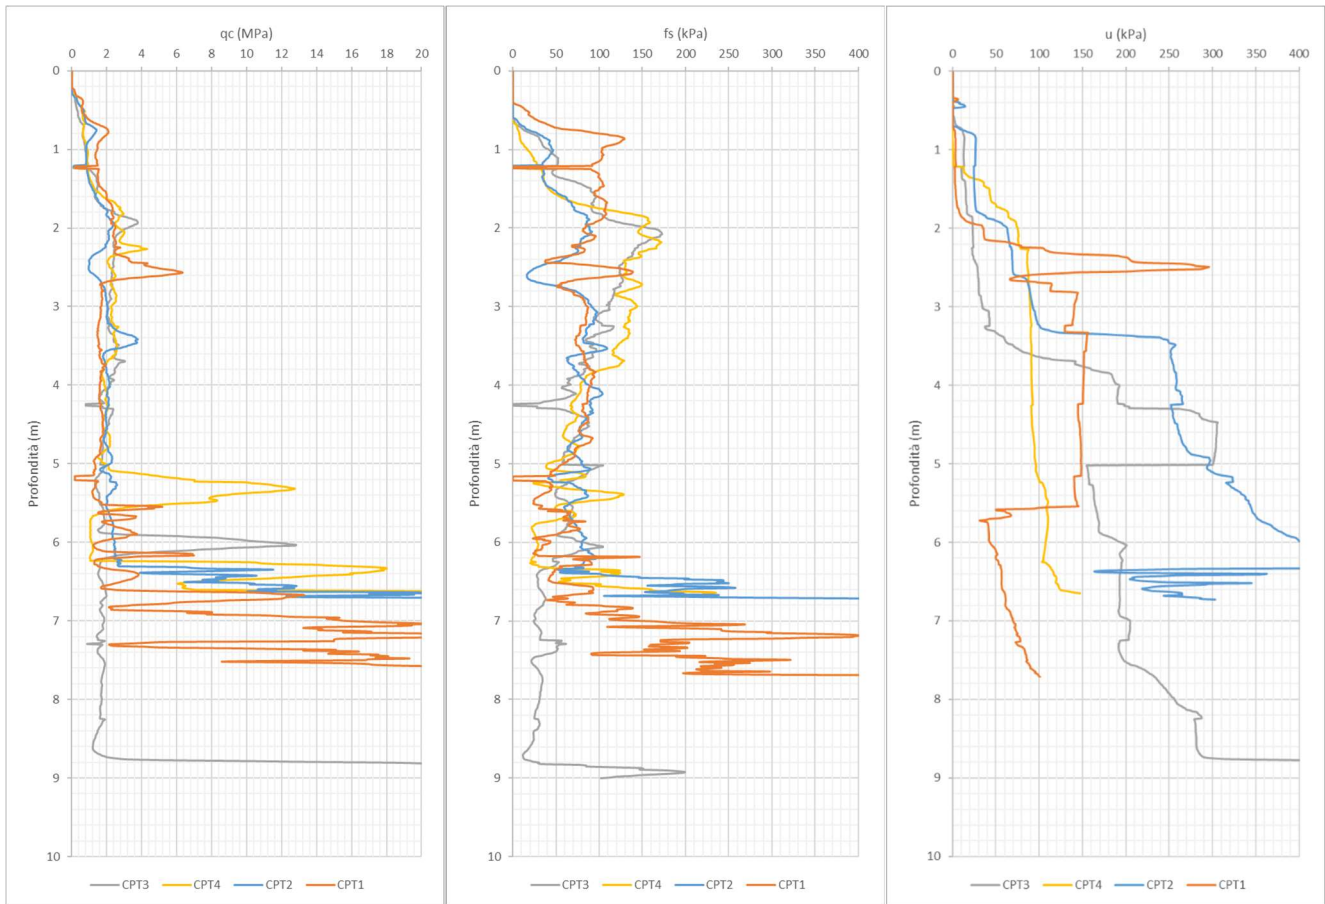 qc (MPa)
0 2 4 6 8 10 12 14 16 18 20
0
1
2
3
4
5
6
7
8
9
10
Profondità (m)
CPT3 CPT4 CPT2 CPT1
fs (kPa)
0 50 100 150 200 250 300 350 400
0
1
2
3
4
5
6
7
8
9
10
Profondità (m)
CPT3 CPT4 CPT2 CPT1
u (kPa)
0 50 100 150 200 250 300 350 400
0
1
2
3
4
5
6
7
8
9
10
Profondità (m)
CPT3 CPT4 CPT2 CPT1